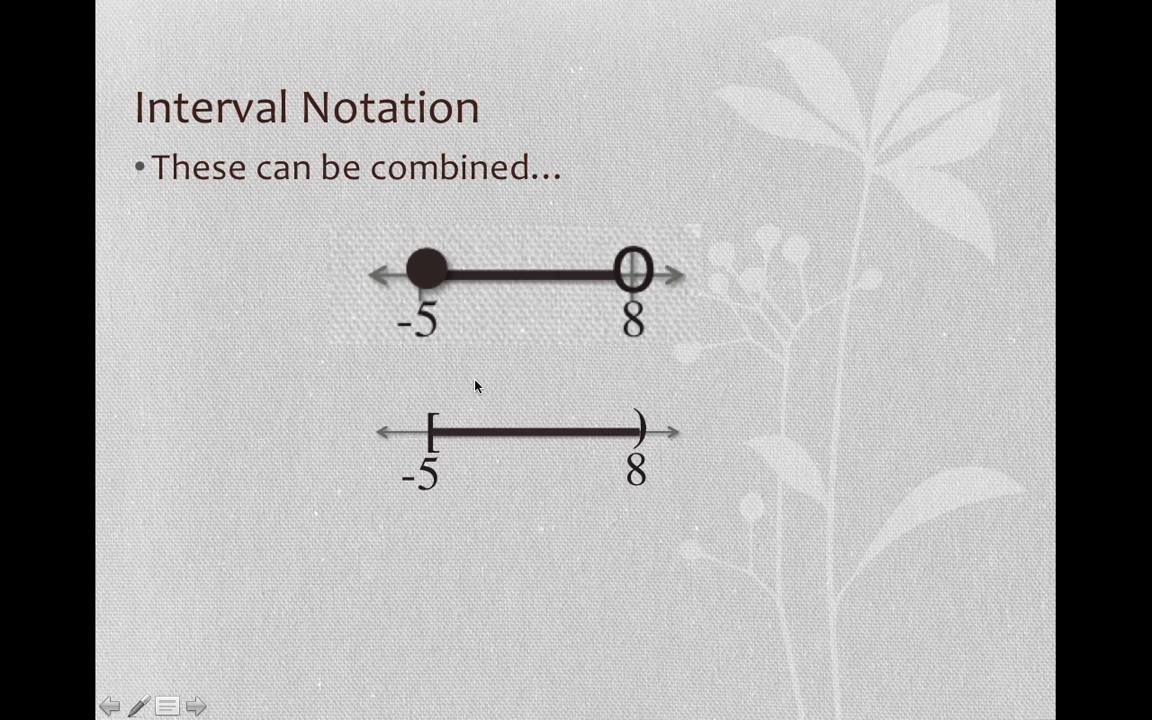 Interval Notation
• These can be combined...
-5 8
[ )
-5 8